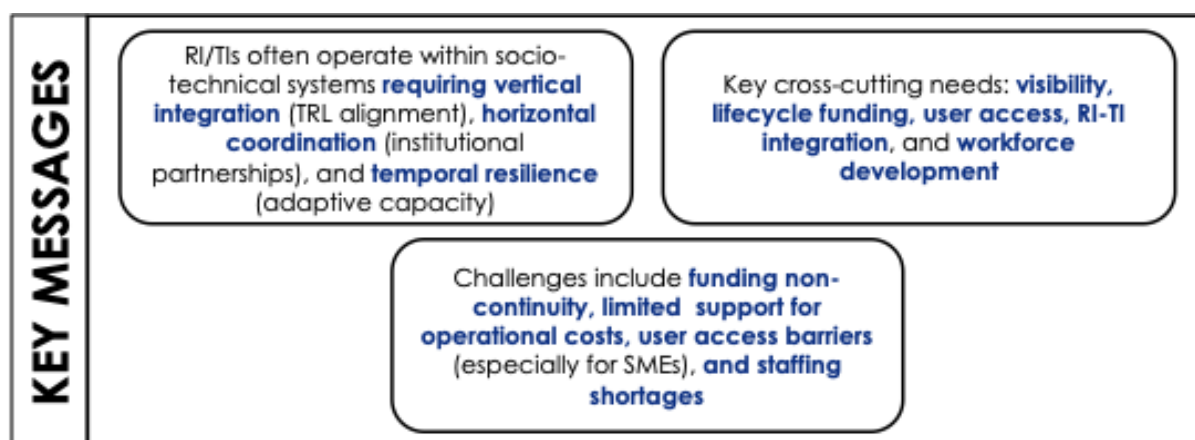 KEY MESSAGES
RI/TIs often operate within socio-
technical systems requiring vertical
integration (TRL alignment), horizontal
coordination (institutional
partnerships), and temporal resilience
(adaptive capacity)
Key cross-cutting needs: visibility,
lifecycle funding, user access, RI-TI
integration, and workforce
development
Challenges include funding non-
continuity, limited support for
operational costs, user access barriers
(especially for SMEs), and staffing
shortages